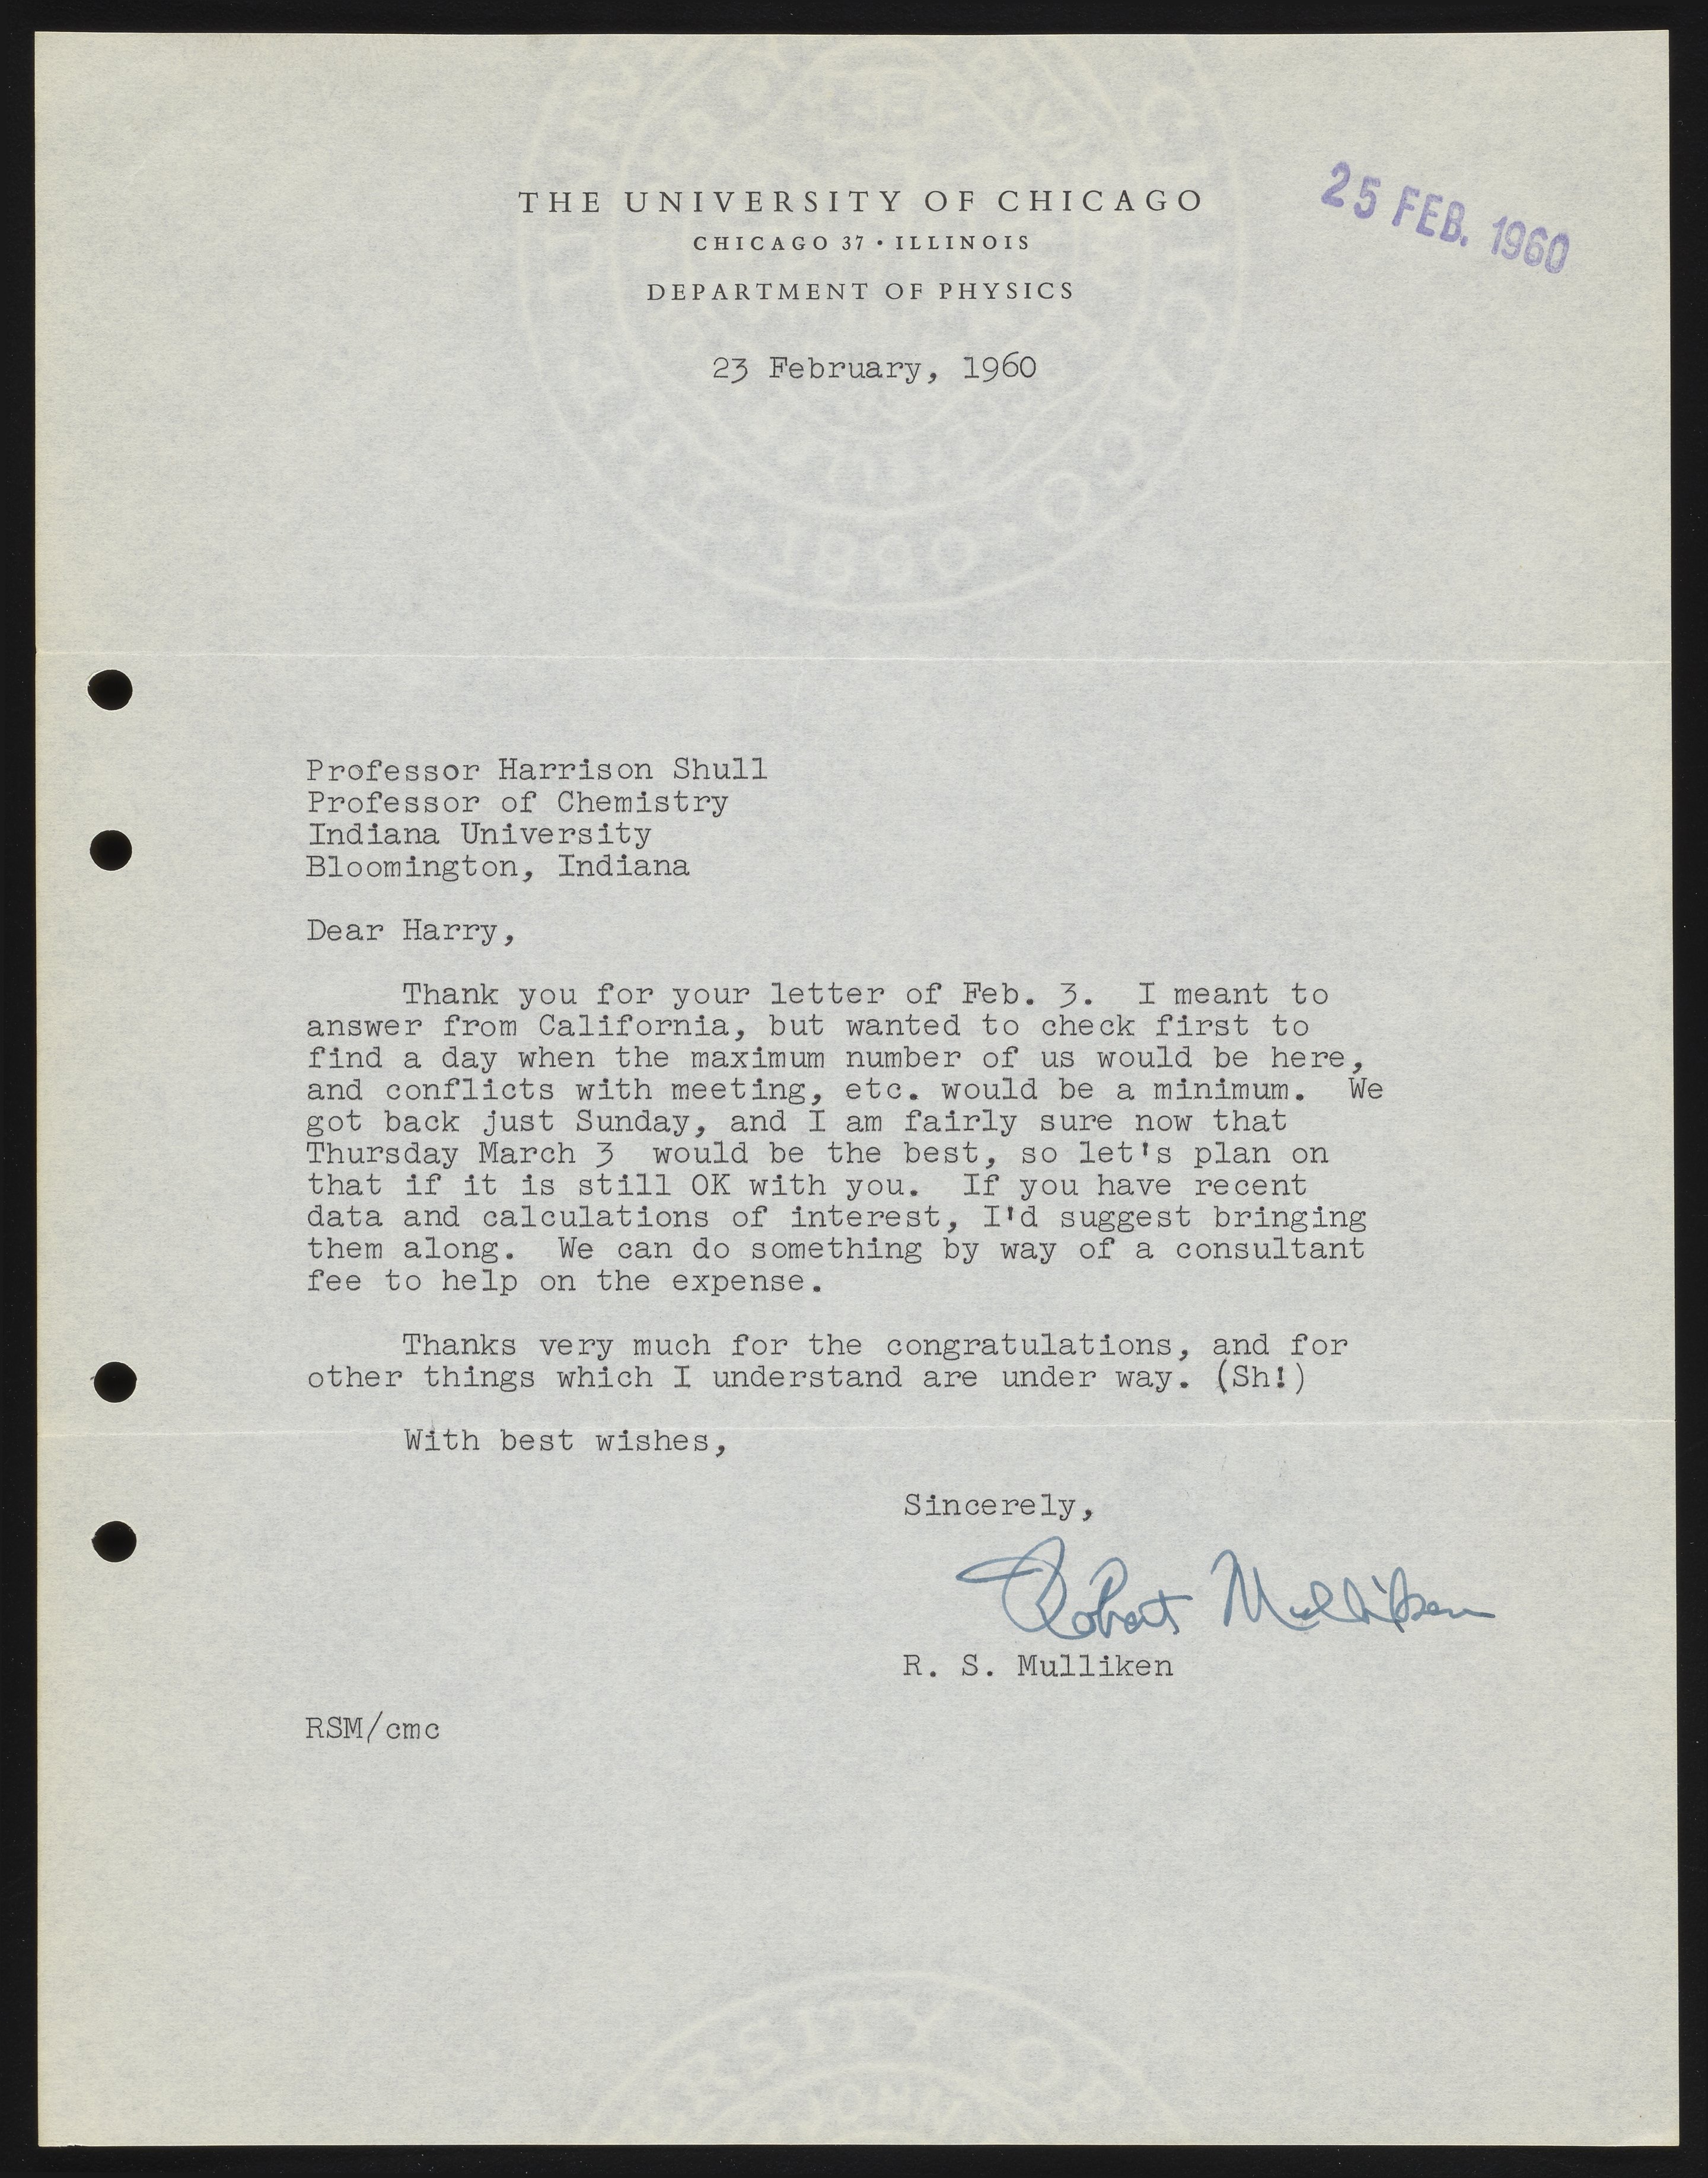 THE UNIVERSITY OF CHICAGO
CHICAGO 37 • ILLINOIS
DEPARTMENT OF PHYSICS
25 FEB. 1960
23 February, 1960
· 1890 ·
Professor Harrison Shull
Professor of Chemistry
Indiana University
Bloomington, Indiana
Dear Harry,
Thank you for your letter of Feb. 3. I meant to
answer from California, but wanted to check first to
find a day when the maximum number of us would be here,
and conflicts with meeting, etc. would be a minimum. We
got back just Sunday, and I am fairly sure now that
Thursday March 3 would be the best, so let's plan on
that if it is still OK with you. If you have recent
data and calculations of interest, I'd suggest bringing
them along. We can do something by way of a consultant
fee to help on the expense.
Thanks very much for the congratulations, and for
other things which I understand are under way. (Sh!)
With best wishes,
Sincerely,
Robert Mulliken
R. S. Mulliken
RSM/cmc